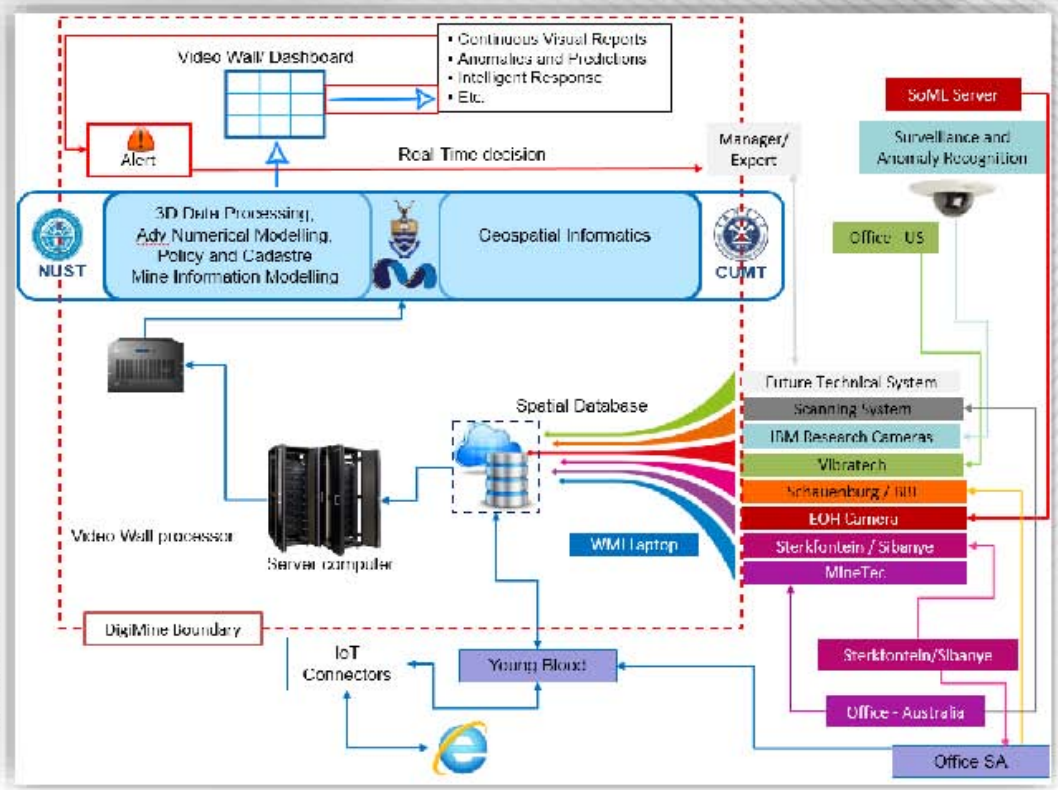 Video Wall/ Dashboard
• Continuous Visual Reports
• Anomalies and Predictions
• Intelligent Response
• Etc.
SoML Server
Alert
Real Time decision
Manager/
Expert
Surveillance and
Anomaly Recognition
NUST
3D Data Processing,
Adv Numerical Modelling,
Policy and Cadastre
Mine Information Modelling
Geospatial Informatics
CUMT
Office - US
Spatial Database
Future Technical System
Scanning System
IBM Research Cameras
Vibratech
Schauenburg /
EOH Camera
Sterkfontein / Sibanye
MineTec
Video Wall processor
Server computer
WMI Laptop
DigiMine Boundary
IoT
Connectors
Young Blood
Sterkfontein/Sibanye
Office - Australia
Office SA